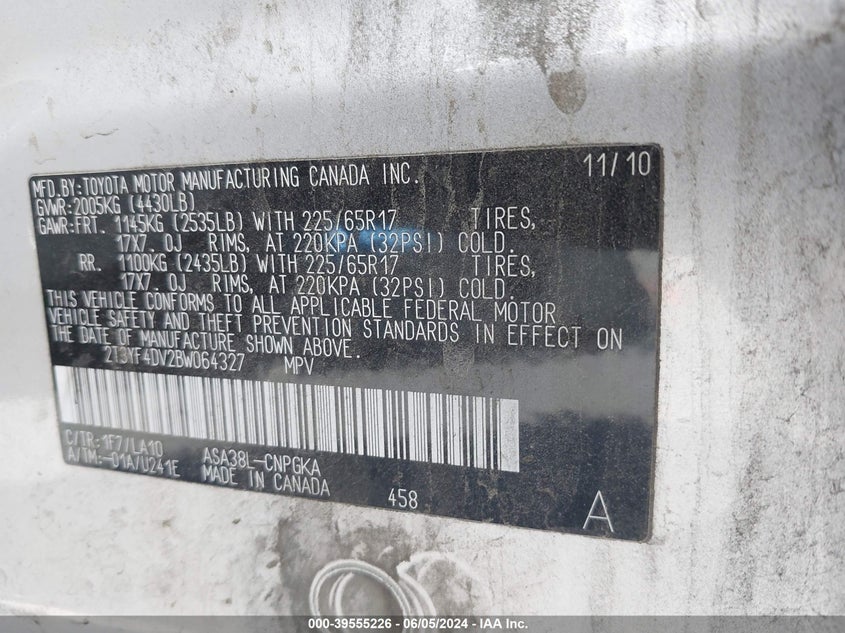 11/10
MFD.BY:TOYOTA MOTOR MANUFACTURING CANADA INC.
GVWR:2005KG (4430LB)
GAWR:FRT. 1145KG (2535LB) WITH 225/65R17 TIRES,
17X7.0J RIMS, AT 220KPA (32PSI) COLD.
RR. 1100KG (2435LB) WITH 225/65R17 TIRES,
17X7.0J RIMS, AT 220KPA (32PSI) COLD.
THIS VEHICLE CONFORMS TO ALL APPLICABLE FEDERAL MOTOR
VEHICLE SAFETY AND THEFT PREVENTION STANDARDS IN EFFECT ON
THE DATE OF MANUFACTURE SHOWN ABOVE.
2T3YF4DV2BW064327 MPV
C/TR:1F7/LA10
A/TM:-01A/U241E
ASA38L-CNPGKA
MADE IN CANADA
458
A
000-39555226 - 06/05/2024 - IAA Inc.